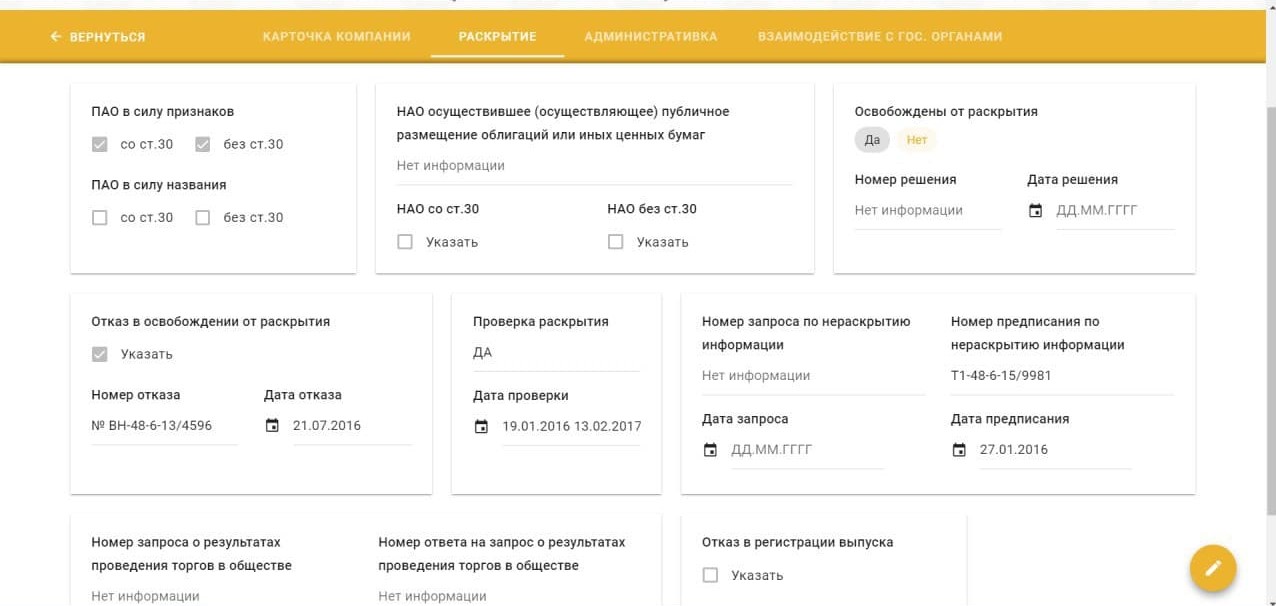 ВЕРНУТЬСЯ
КАРТОЧКА КОМПАНИИ
РАСКРЫТИЕ
АДМИНИСТРАТИВКА
ВЗАИМОДЕЙСТВИЕ С ГОС. ОРГАНАМИ
ПАО в силу признаков
со ст.30
без ст.30
ПАО в силу названия
со ст.30
без ст.30
НАО осуществившее (осуществляющее) публичное
размещение облигаций или иных ценных бумаг
Нет информации
НАО со ст.30
НАО без ст.30
Указать
Указать
Освобождены от раскрытия
Да
Нет
Номер решения
Дата решения
Нет информации
ДД.ММ.ГГГГ
Отказ в освобождении от раскрытия
Указать
Номер отказа
Дата отказа
№ ВН-48-6-13/4596
21.07.2016
Проверка раскрытия
ДА
Дата проверки
19.01.2016 13.02.2017
Номер запроса по нераскрытию
информации
Нет информации
Номер предписания по
нераскрытию информации
Т1-48-6-15/9981
Дата запроса
ДД.ММ.ГГГГ
Дата предписания
27.01.2016
Номер запроса о результатах
проведения торгов в обществе
Нет информации
Номер ответа на запрос о результатах
проведения торгов в обществе
Нет информации
Отказ в регистрации выпуска
Указать